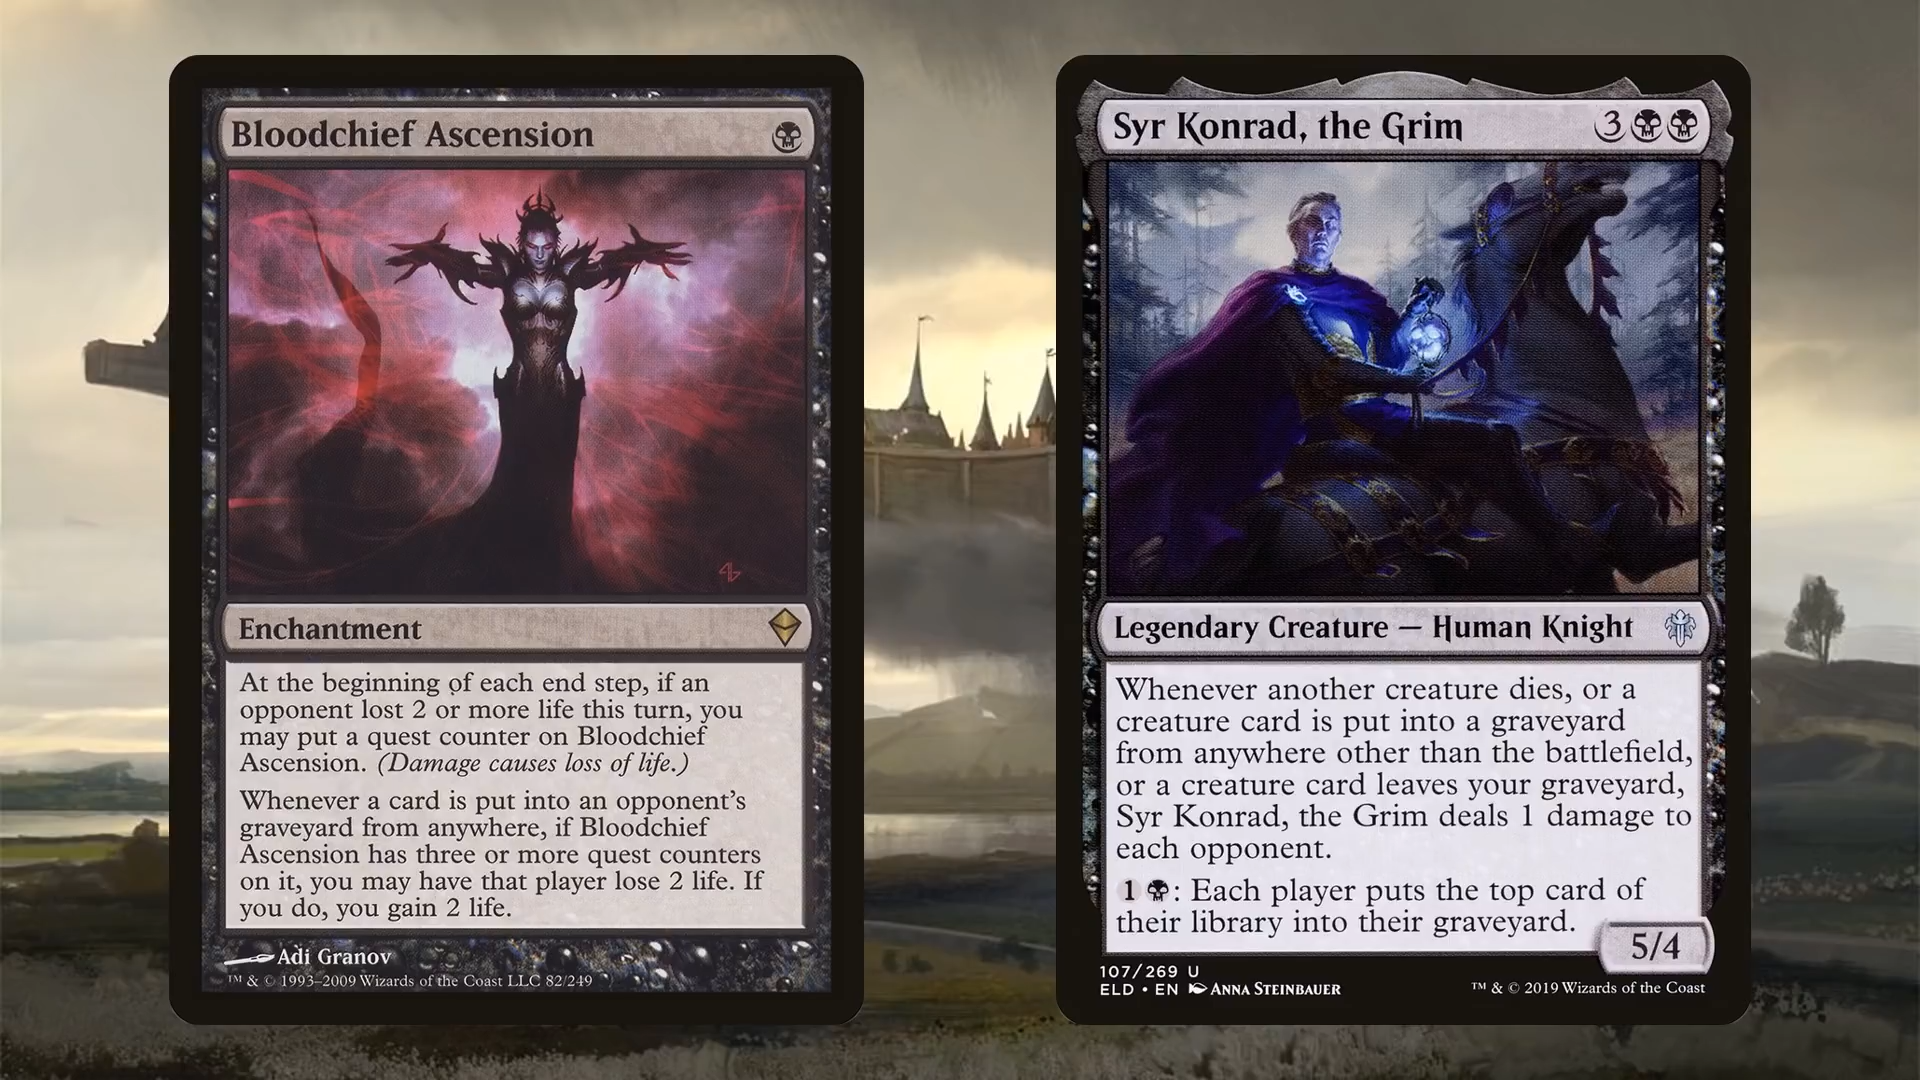 Bloodchief Ascension
Enchantment
At the beginning of each end step, if an
opponent lost 2 or more life this turn, you
may put a quest counter on Bloodchief
Ascension. (Damage causes loss of life.)
Whenever a card is put into an opponent's
graveyard from anywhere, if Bloodchief
Ascension has three or more quest counters
on it, you may have that player lose 2 life. If
you do, you gain 2 life.
Adi Granov
™ & © 1993–2009 Wizards of the Coast LLC 82/249
Syr Konrad, the Grim 3
Legendary Creature — Human Knight
Whenever another creature dies, or a
creature card is put into a graveyard
from anywhere other than the battlefield,
or a creature card leaves your graveyard,
Syr Konrad, the Grim deals 1 damage to
each opponent.
1 : Each player puts the top card of
their library into their graveyard.
5/4
107/269 U
ELD • EN ANNA STEINBAUER
™ & © 2019 Wizards of the Coast